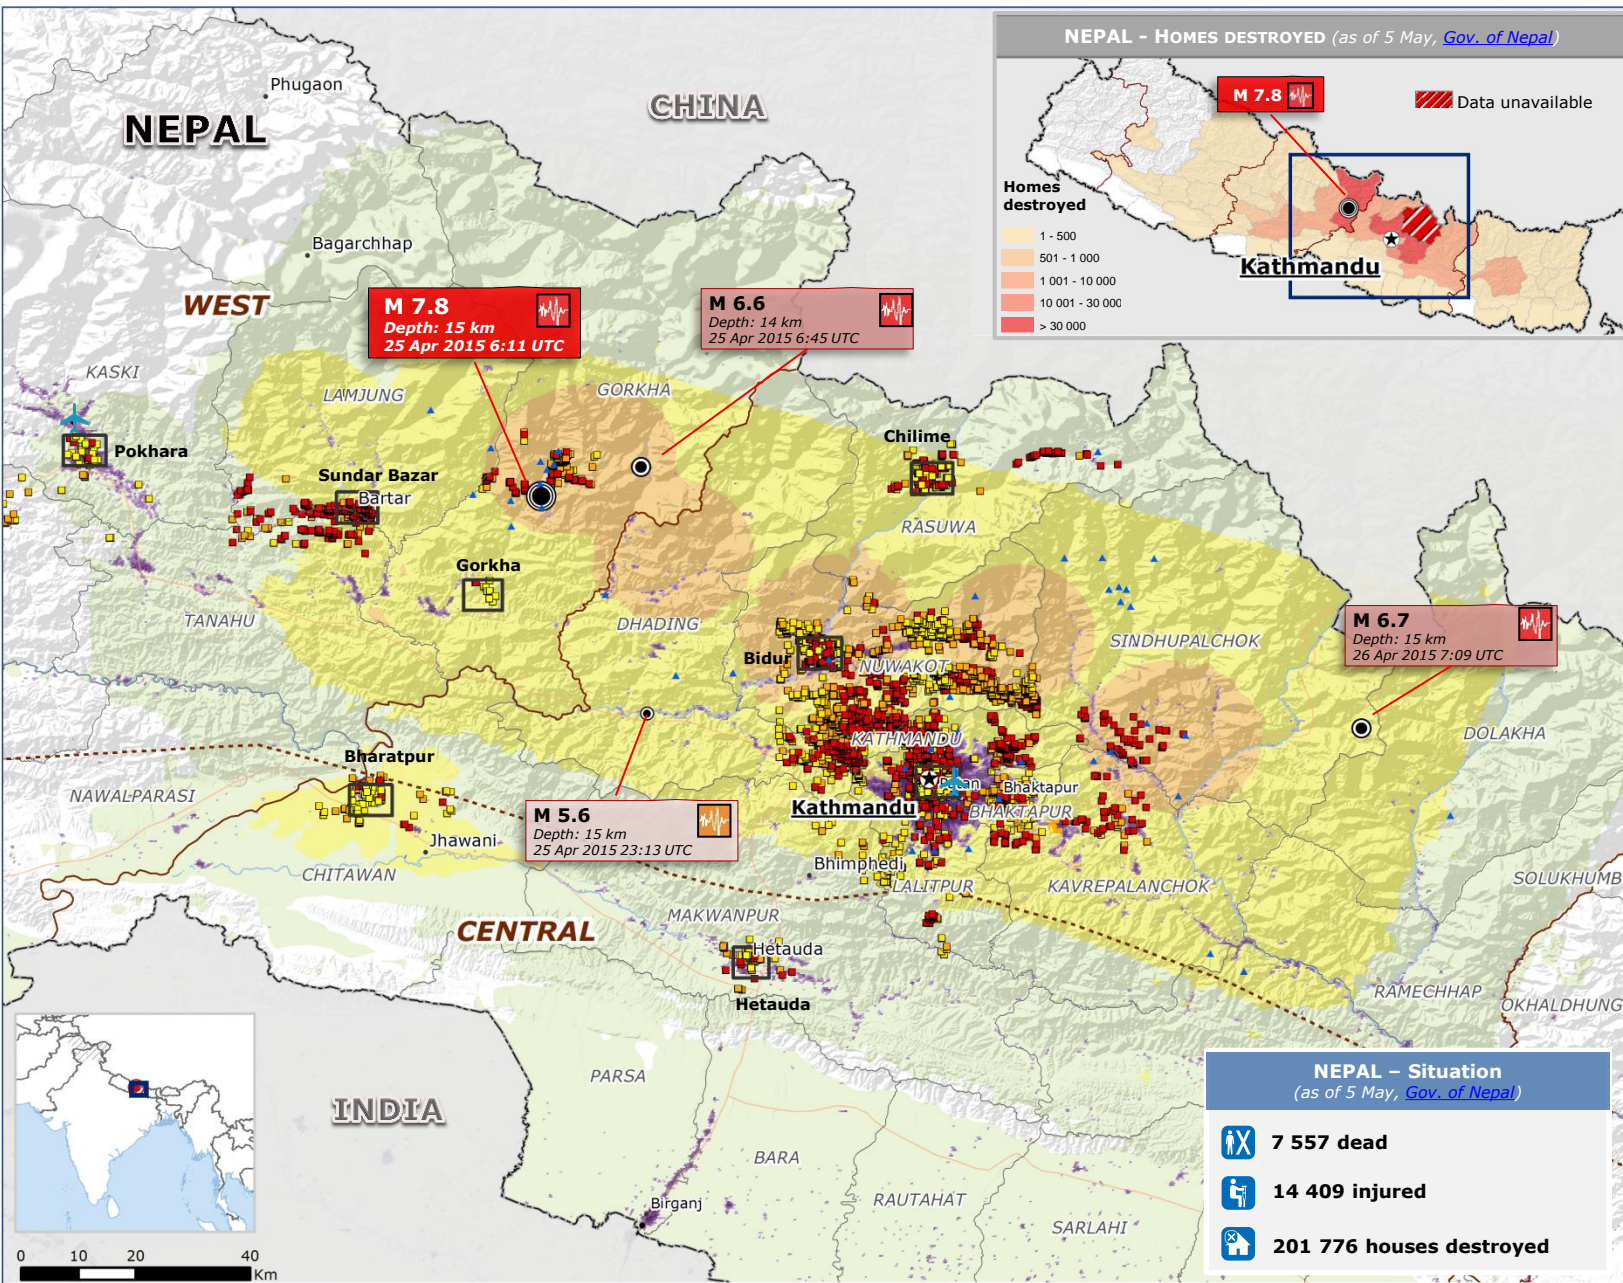 NEPAL - HOMES DESTROYED (as of 5 May, Gov. of Nepal)
M 7.8
Data unavailable
Homes
destroyed
1 - 500
501 - 1 000
1 001 - 10 000
10 001 - 30 000
> 30 000
Kathmandu
Phugaon
NEPAL
CHINA
Bagarchhap
WEST
M 7.8
Depth: 15 km
25 Apr 2015 6:11 UTC
M 6.6
Depth: 14 km
25 Apr 2015 6:45 UTC
KASKI
LAMJUNG
GORKHA
Pokhara
Chilime
Sundar Bazar
Bartar
RASUWA
Gorkha
TANAHU
DHADING
SINDHUPALCHOK
M 6.7
Depth: 15 km
26 Apr 2015 7:09 UTC
Bidur
NUWAKOT
KATHMANDU
DOLAKHA
Bharatpur
NAWALPARASI
Patan
Bhaktapur
Kathmandu
BHAKTAPUR
M 5.6
Depth: 15 km
25 Apr 2015 23:13 UTC
Jhawani
Bhimphedi
CHITAWAN
LALITPUR
KAVREPALANCHOK
SOLUKHUMB
MAKWANPUR
CENTRAL
Hetauda
Hetauda
RAMECHHAP
OKHALDHUNG
PARSA
INDIA
BARA
RAUTAHAT
SARLAHI
Birganj
NEPAL – Situation
(as of 5 May, Gov. of Nepal)
7 557 dead
14 409 injured
201 776 houses destroyed
0 10 20 40
Km